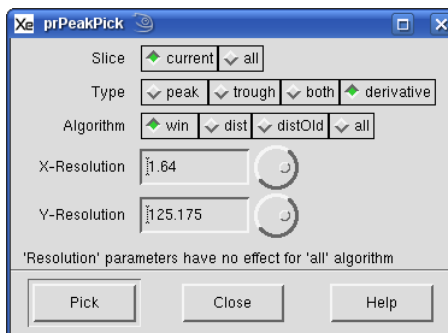 Xe prPeakPick
Slice current all
Type peak trough both derivative
Algorithm win dist distOld all
X-Resolution 1.64
Y-Resolution 125.175
'Resolution' parameters have no effect for 'all' algorithm
Pick Close Help